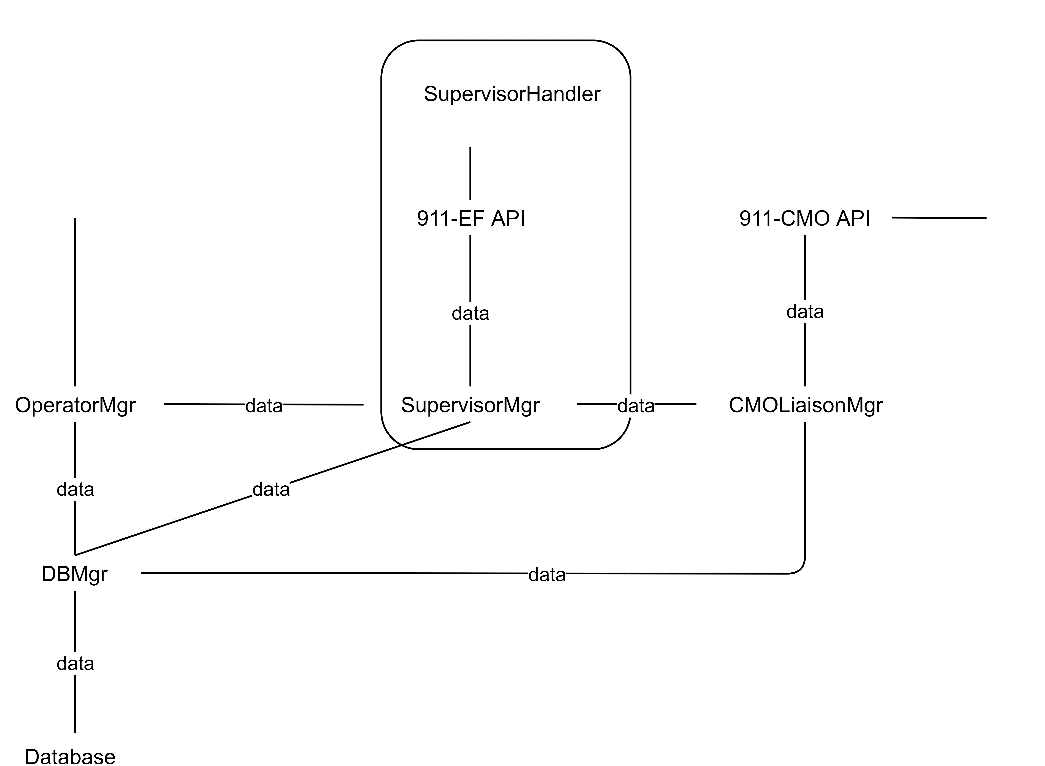 SupervisorHandler
911-EF API
911-CMO API
data
data
OperatorMgr
data
SupervisorMgr
data
CMOLiaisonMgr
data
data
DBMgr
data
data
Database